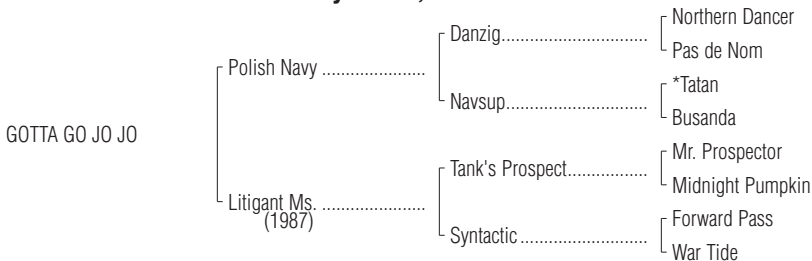 Northern Dancer
Danzig................................
Pas de Nom
Polish Navy .......................
*Tatan
Navsup...............................
Busanda
GOTTA GO JO JO
Mr. Prospector
Tank's Prospect..................
Midnight Pumpkin
Litigant Ms. .......................
(1987)
Forward Pass
Syntactic ............................
War Tide